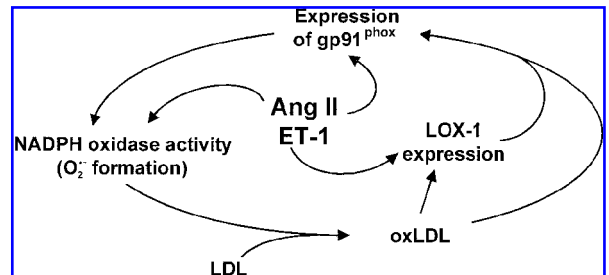 Expression
of gp91phox
Ang II
ET-1
NADPH oxidase activity
(O2·- formation)
LOX-1
expression
oxLDL
LDL